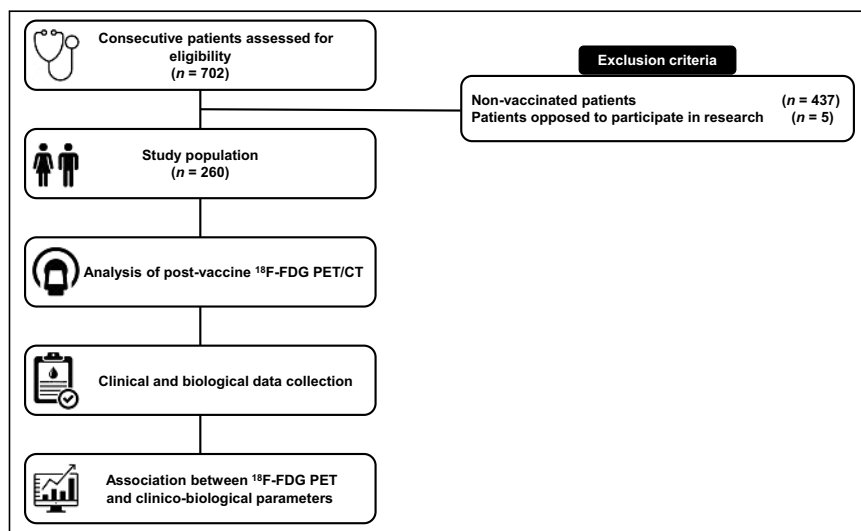 Consecutive patients assessed for
eligibility
(n = 702)
Exclusion criteria
Non-vaccinated patients (n = 437)
Patients opposed to participate in research (n = 5)
Study population
(n = 260)
Analysis of post-vaccine ¹⁸F-FDG PET/CT
Clinical and biological data collection
Association between ¹⁸F-FDG PET
and clinico-biological parameters